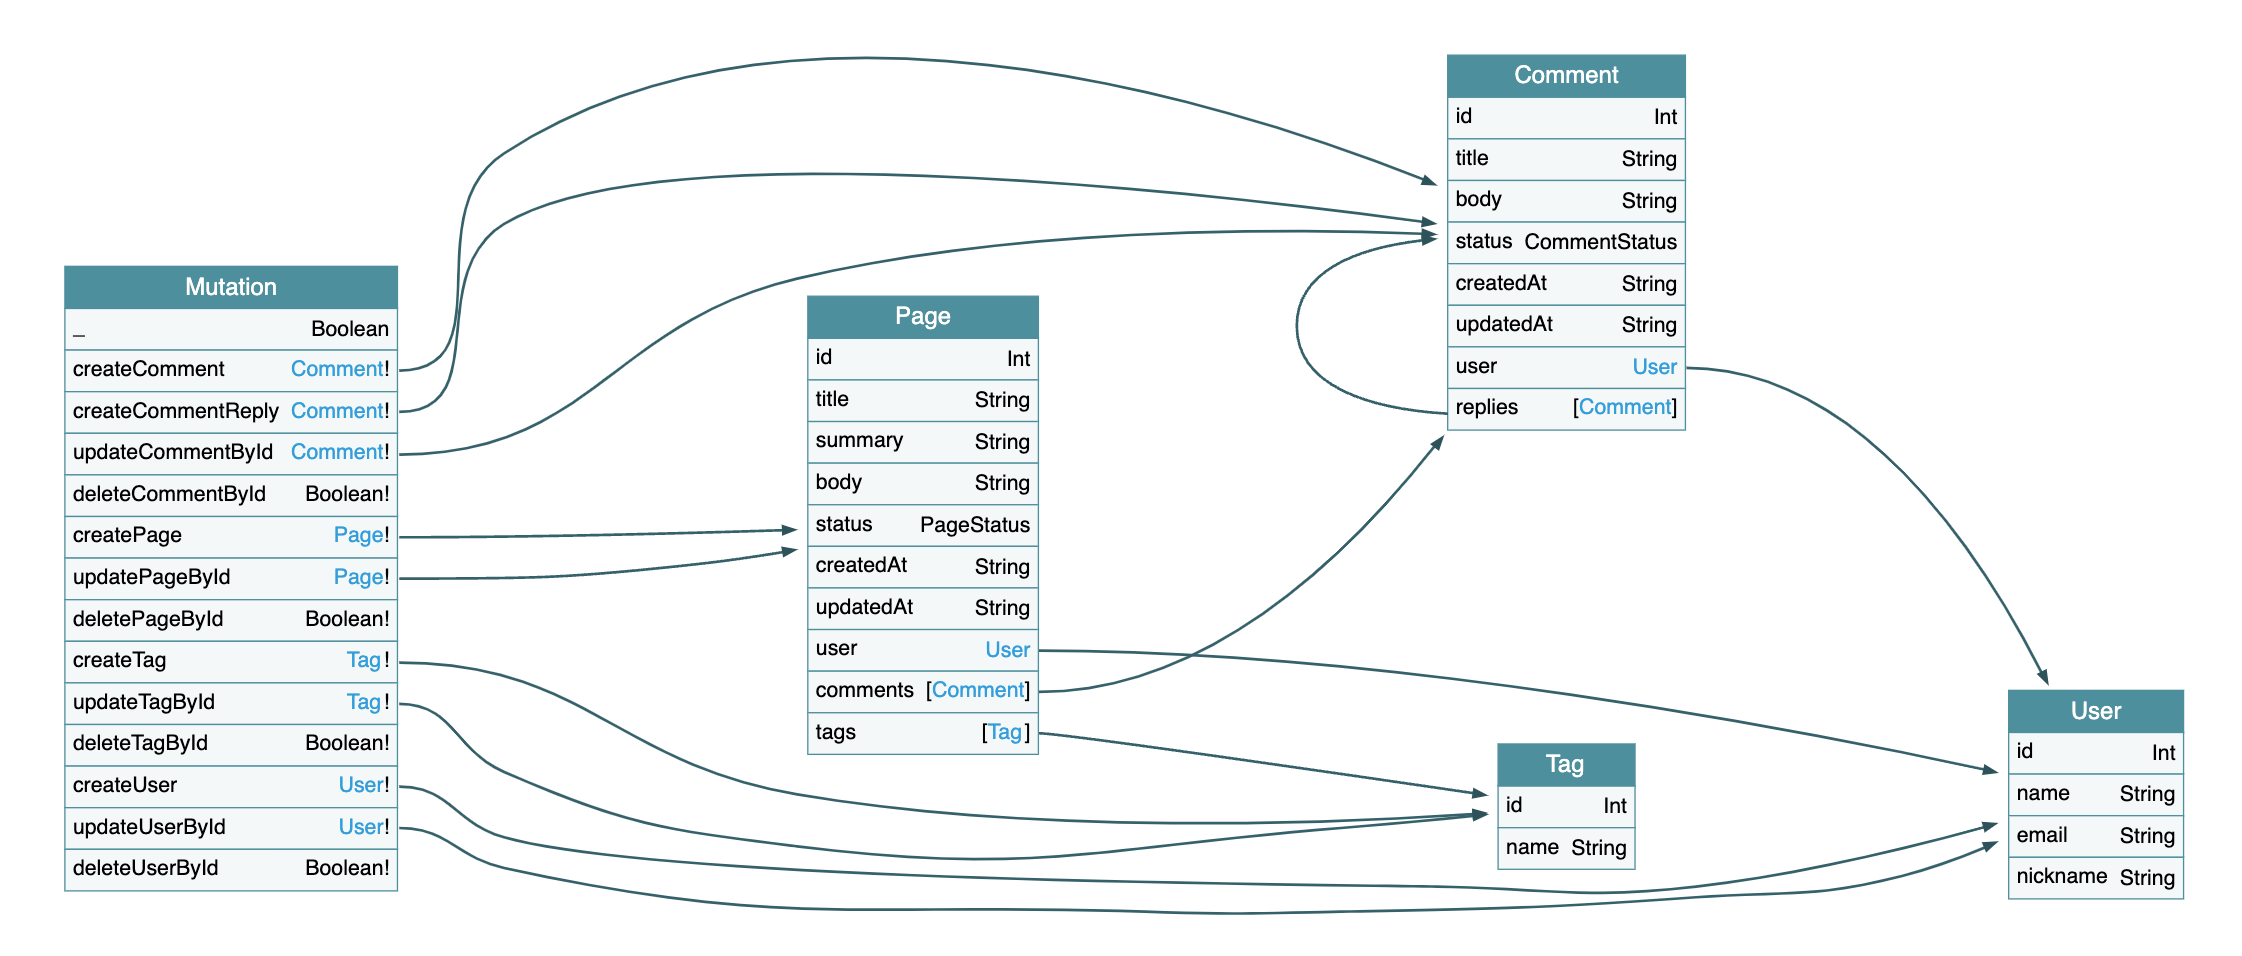 Mutation
_ Boolean
createComment Comment!
createCommentReply Comment!
updateCommentById Comment!
deleteCommentById Boolean!
createPage Page!
updatePageById Page!
deletePageById Boolean!
createTag Tag!
updateTagById Tag!
deleteTagById Boolean!
createUser User!
updateUserById User!
deleteUserById Boolean!
Page
id Int
title String
summary String
body String
status PageStatus
createdAt String
updatedAt String
user User
comments [Comment]
tags [Tag]
Comment
id Int
title String
body String
status CommentStatus
createdAt String
updatedAt String
user User
replies [Comment]
Tag
id Int
name String
User
id Int
name String
email String
nickname String